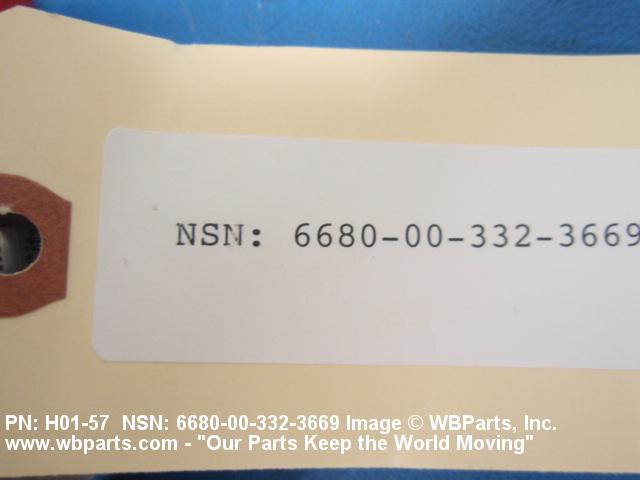 NSN: 6680-00-332-3669
PN: H01-57 NSN: 6680-00-332-3669 Image © WBParts, Inc.
www.wbparts.com - "Our Parts Keep the World Moving"